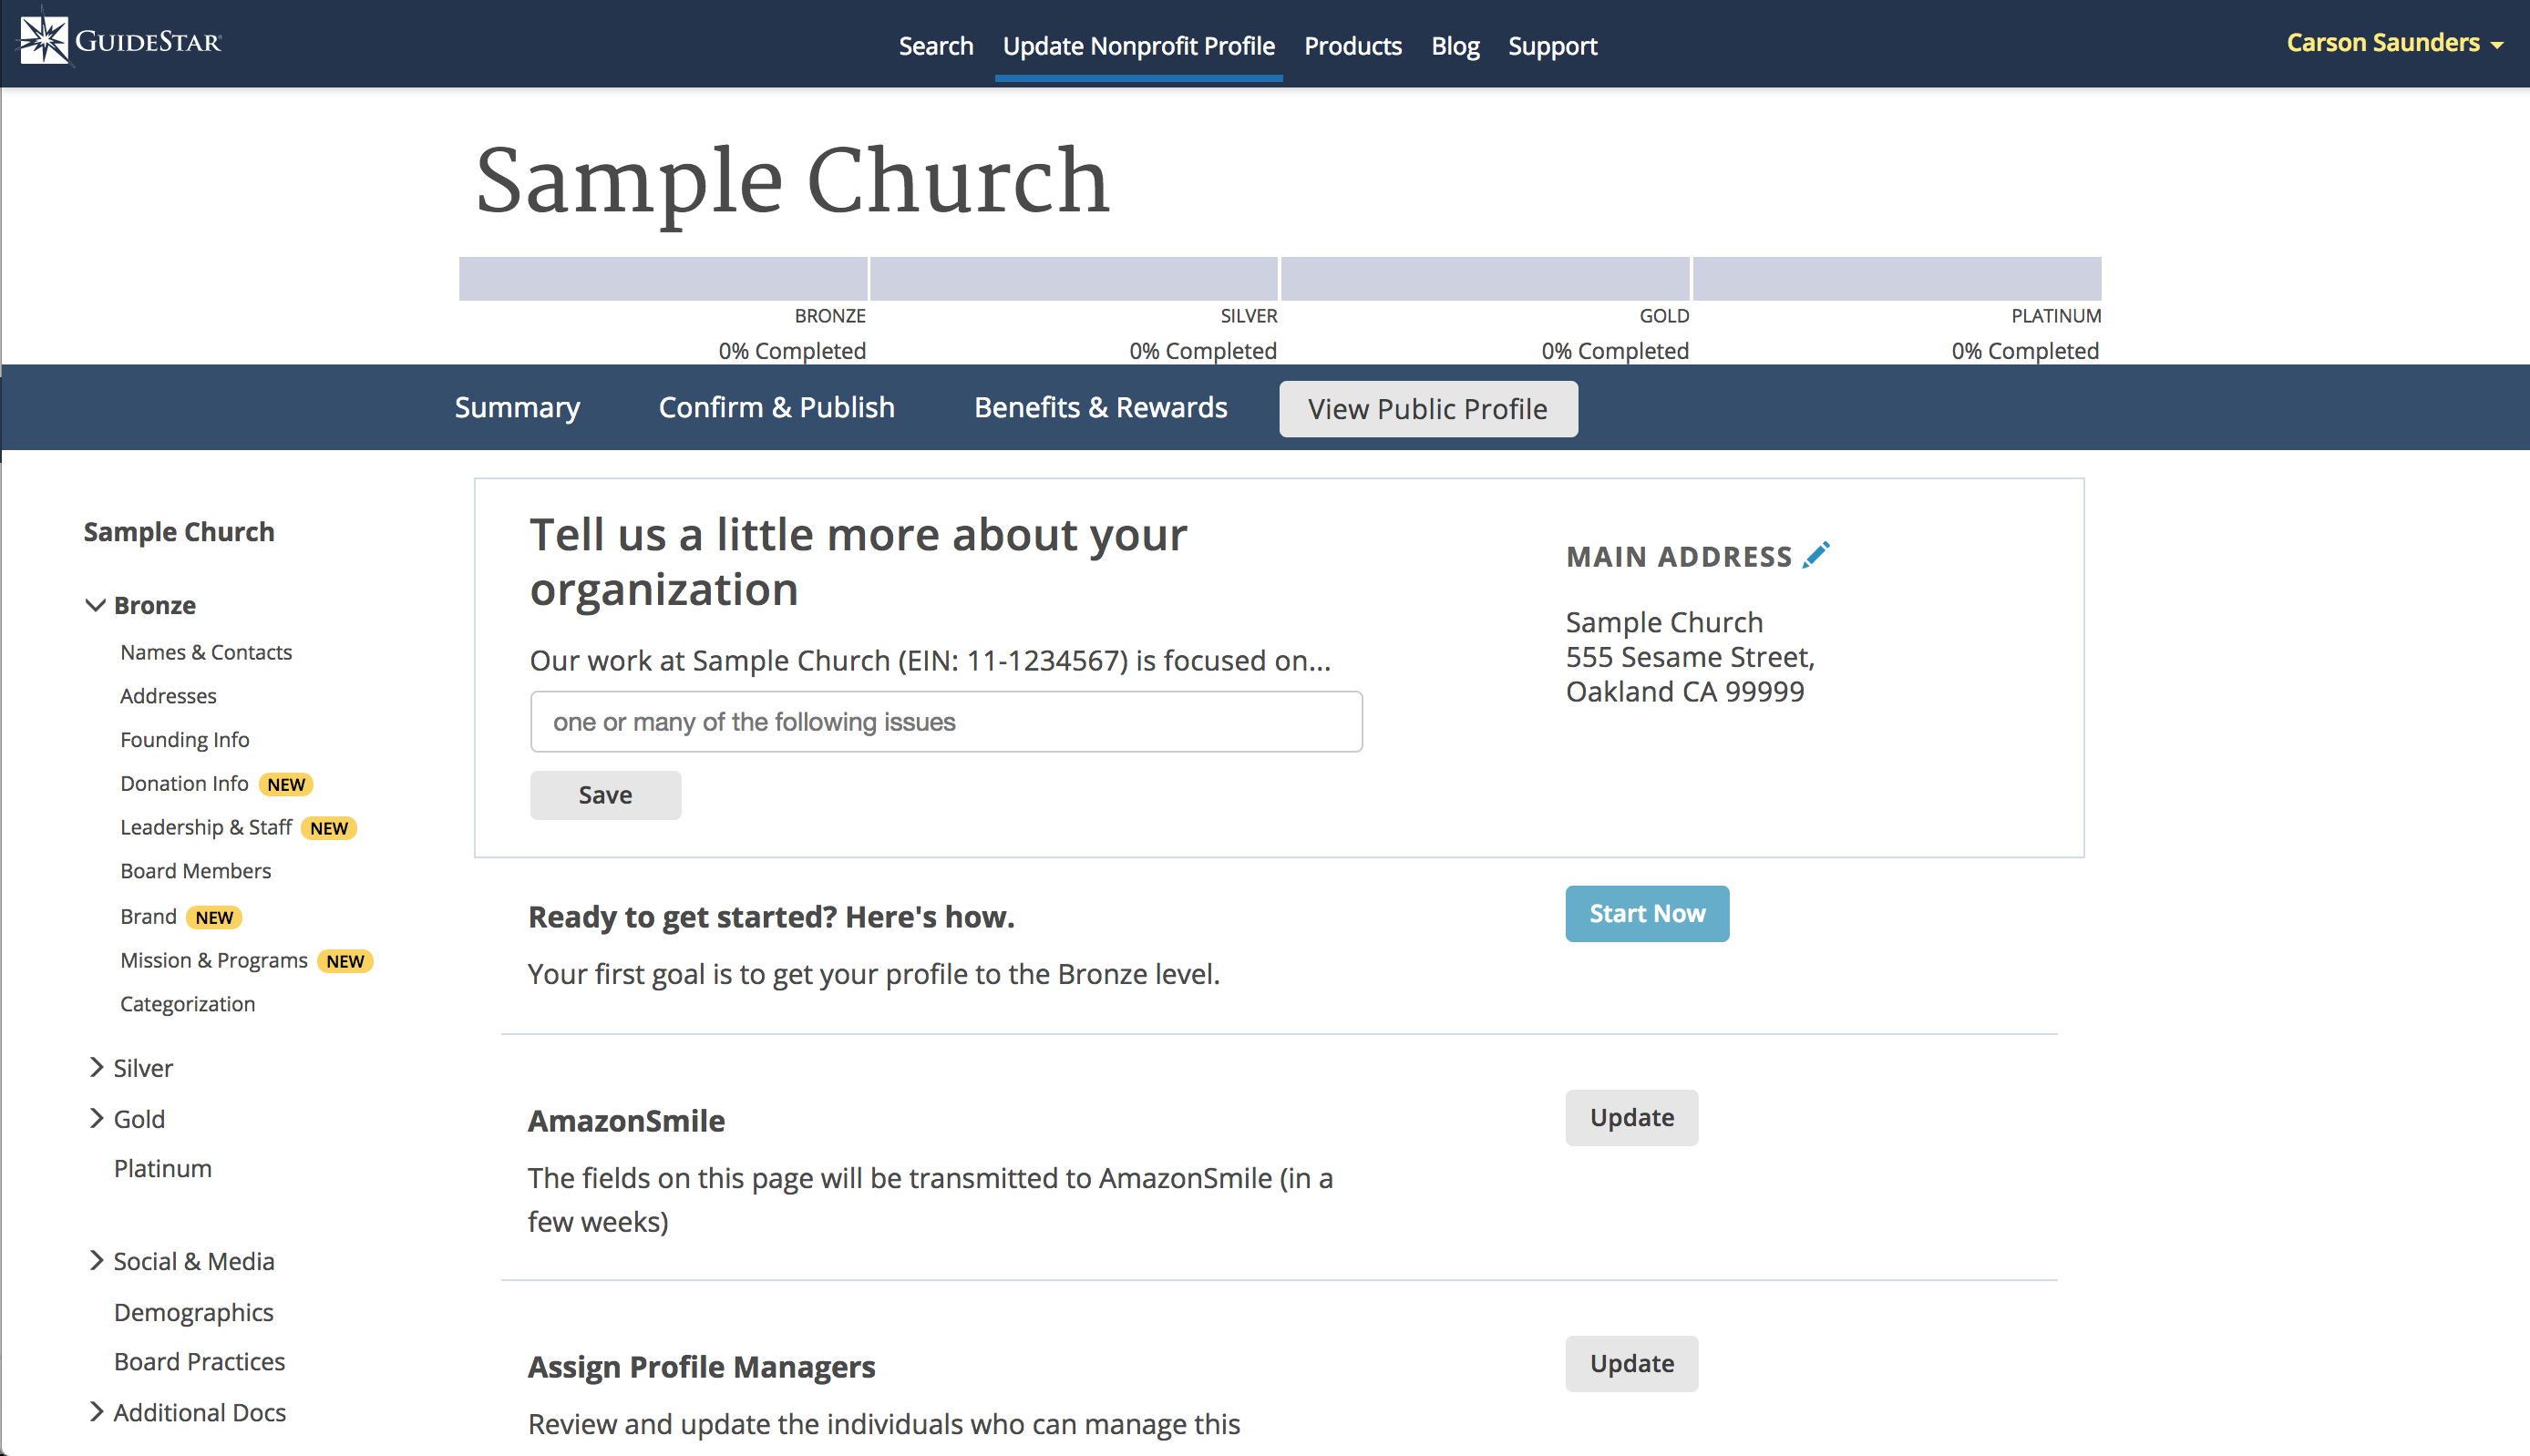 GUIDESTAR
Search Update Nonprofit Profile Products Blog Support
Carson Saunders
Sample Church
BRONZE SILVER GOLD PLATINUM
0% Completed 0% Completed 0% Completed 0% Completed
Summary Confirm & Publish Benefits & Rewards View Public Profile
Sample Church
Bronze
Names & Contacts
Addresses
Founding Info
Donation Info NEW
Leadership & Staff NEW
Board Members
Brand NEW
Mission & Programs NEW
Categorization
Silver
Gold
Platinum
Social & Media
Demographics
Board Practices
Additional Docs
Tell us a little more about your
organization
Our work at Sample Church (EIN: 11-1234567) is focused on...
one or many of the following issues
Save
MAIN ADDRESS
Sample Church
555 Sesame Street,
Oakland CA 99999
Ready to get started? Here's how.
Start Now
Your first goal is to get your profile to the Bronze level.
AmazonSmile
Update
The fields on this page will be transmitted to AmazonSmile (in a
few weeks)
Assign Profile Managers
Update
Review and update the individuals who can manage this